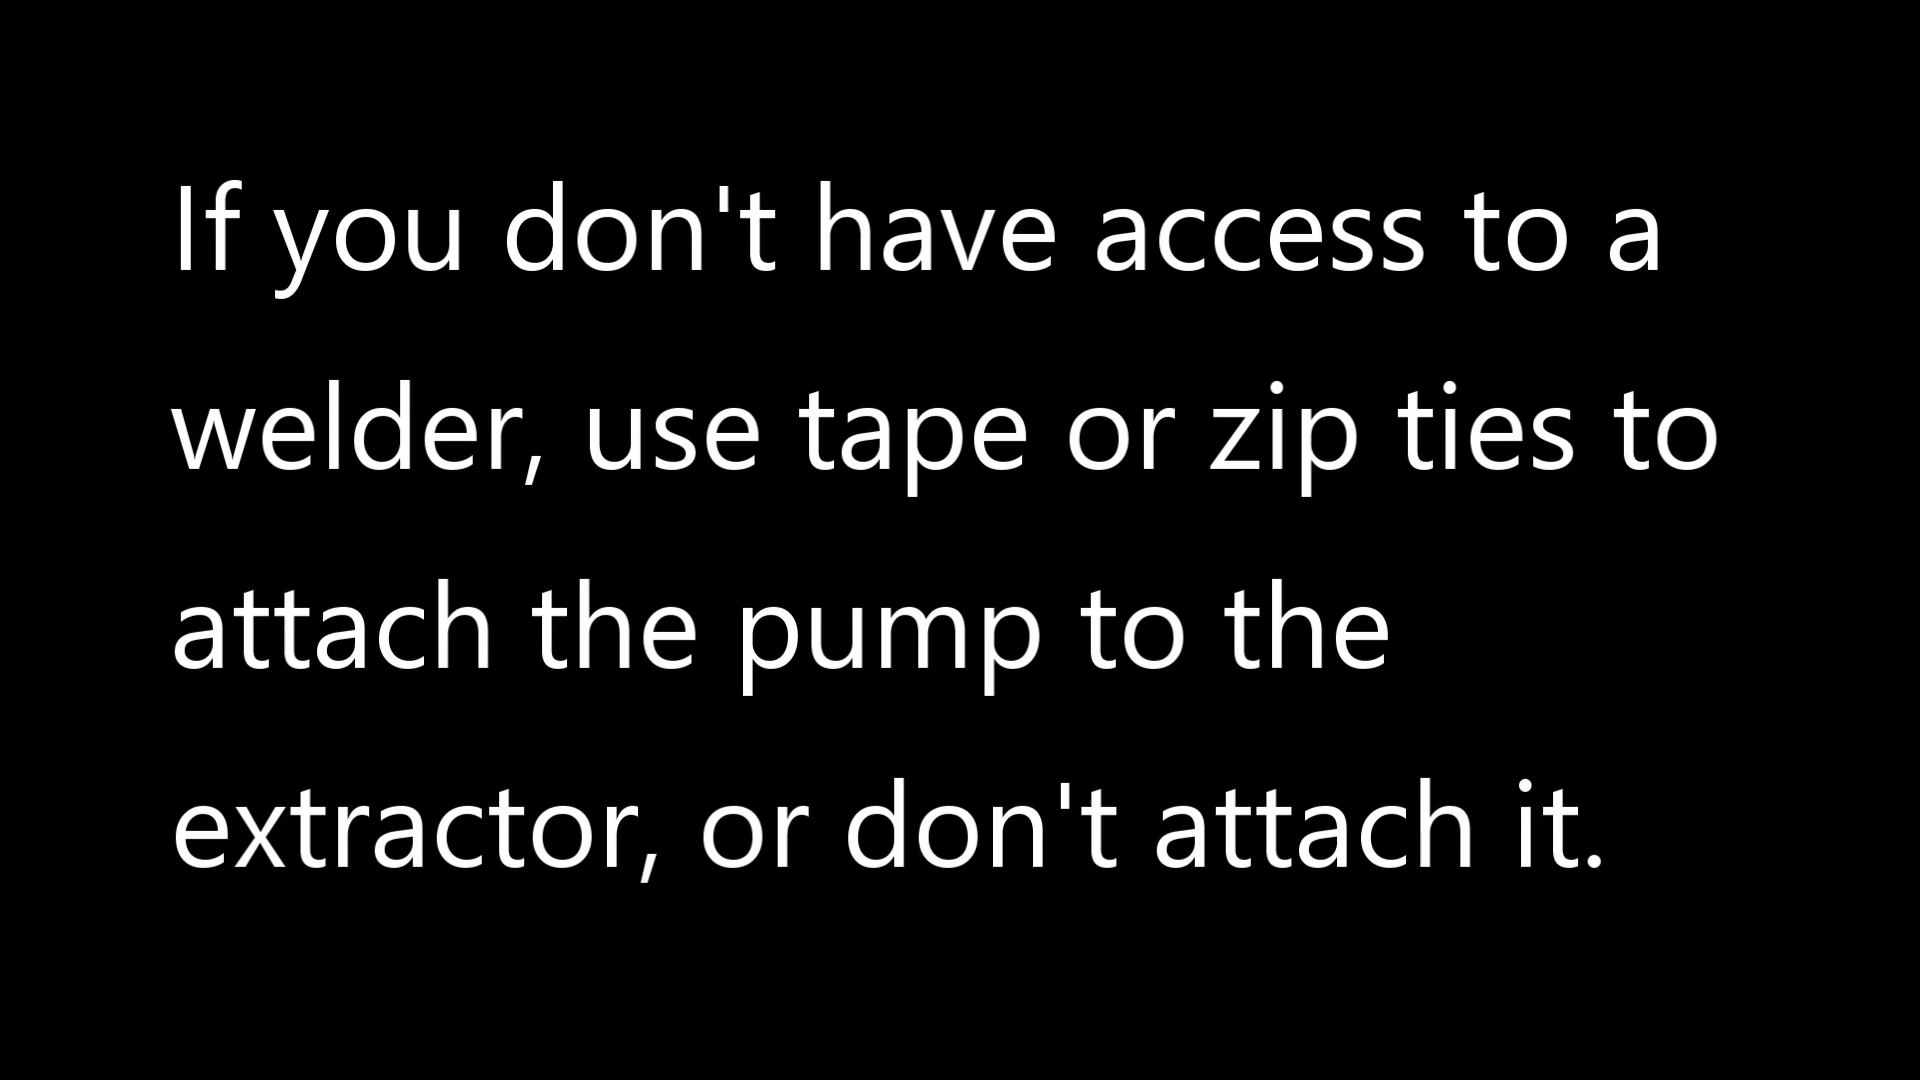 If you don't have access to a
welder, use tape or zip ties to
attach the pump to the
extractor, or don't attach it.